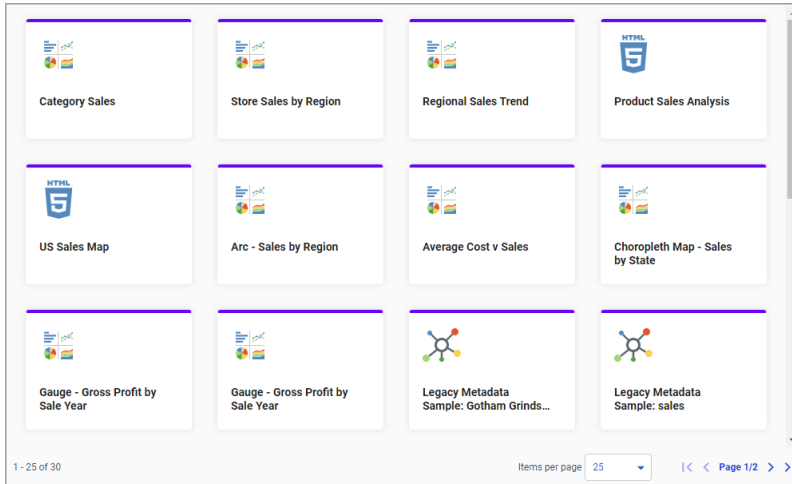 HTML
5
Category Sales
Store Sales by Region
Regional Sales Trend
Product Sales Analysis
HTML
5
US Sales Map
Arc - Sales by Region
Average Cost v Sales
Choropleth Map - Sales
by State
Gauge - Gross Profit by
Sale Year
Gauge - Gross Profit by
Sale Year
Legacy Metadata
Sample: Gotham Grinds...
Legacy Metadata
Sample: sales
1 - 25 of 30
Items per page
25
Page 1/2